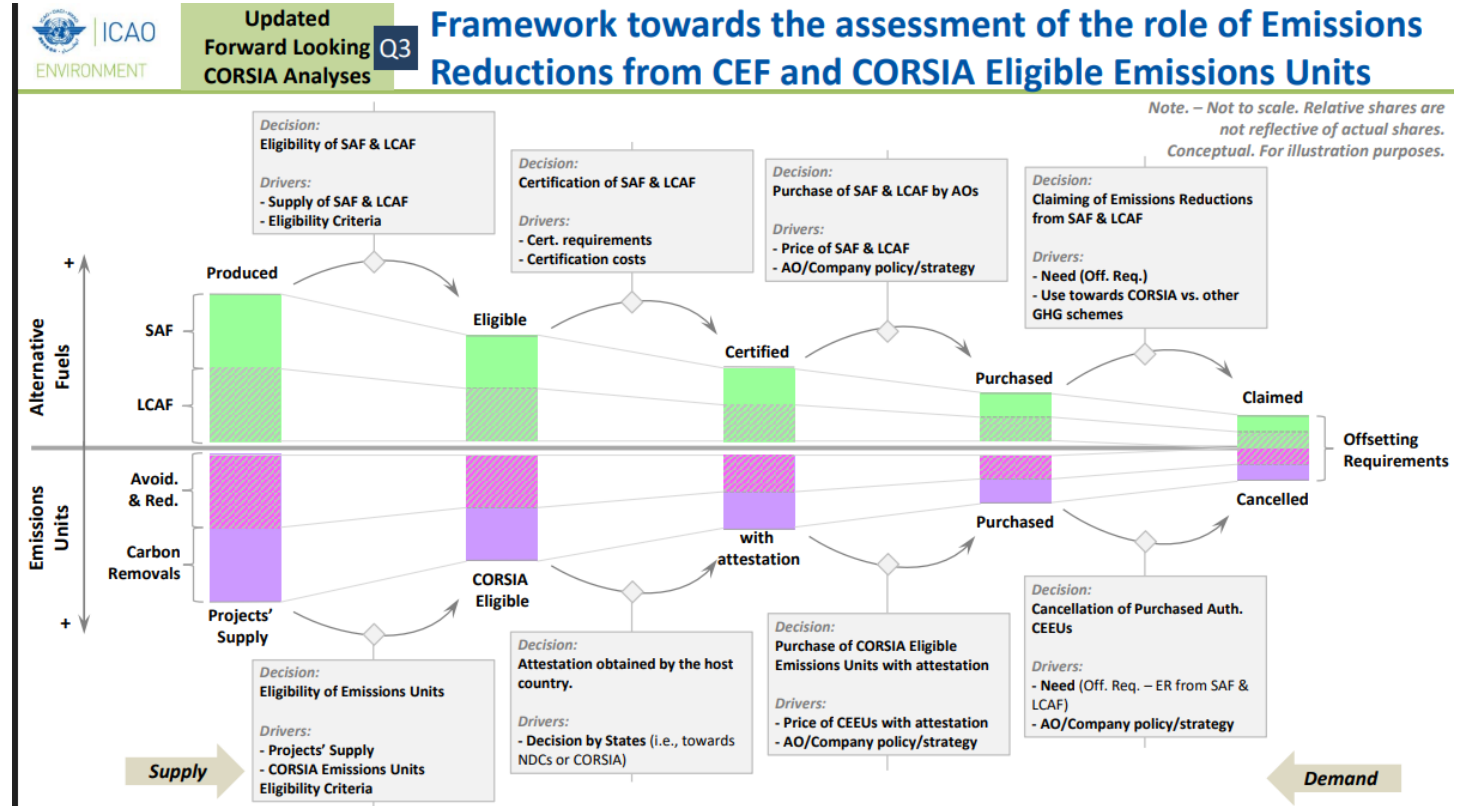 ICAO
ENVIRONMENT
Updated
Forward Looking
CORSIA Analyses
Q3
Framework towards the assessment of the role of Emissions
Reductions from CEF and CORSIA Eligible Emissions Units
Note. – Not to scale. Relative shares are
not reflective of actual shares.
Conceptual. For illustration purposes.
Decision:
Eligibility of SAF & LCAF
Drivers:
- Supply of SAF & LCAF
- Eligibility Criteria
Decision:
Certification of SAF & LCAF
Drivers:
- Cert. requirements
- Certification costs
Decision:
Purchase of SAF & LCAF by AOs
Drivers:
- Price of SAF & LCAF
- AO/Company policy/strategy
Decision:
Claiming of Emissions Reductions
from SAF & LCAF
Drivers:
- Need (Off. Req.)
- Use towards CORSIA vs. other
GHG schemes
+
Alternative
Fuels
Produced
SAF
LCAF
Eligible
Certified
Purchased
Claimed
Offsetting
Requirements
Emissions
Units
Avoid.
& Red.
Carbon
Removals
+
Projects'
Supply
CORSIA
Eligible
with
attestation
Purchased
Cancelled
Decision:
Eligibility of Emissions Units
Drivers:
- Projects' Supply
- CORSIA Emissions Units
Eligibility Criteria
Decision:
Attestation obtained by the host
country.
Drivers:
- Decision by States (i.e., towards
NDCs or CORSIA)
Decision:
Purchase of CORSIA Eligible
Emissions Units with attestation
Drivers:
- Price of CEEUs with attestation
- AO/Company policy/strategy
Decision:
Cancellation of Purchased Auth.
CEEUs
Drivers:
- Need (Off. Req. – ER from SAF &
LCAF)
- AO/Company policy/strategy
Supply
Demand